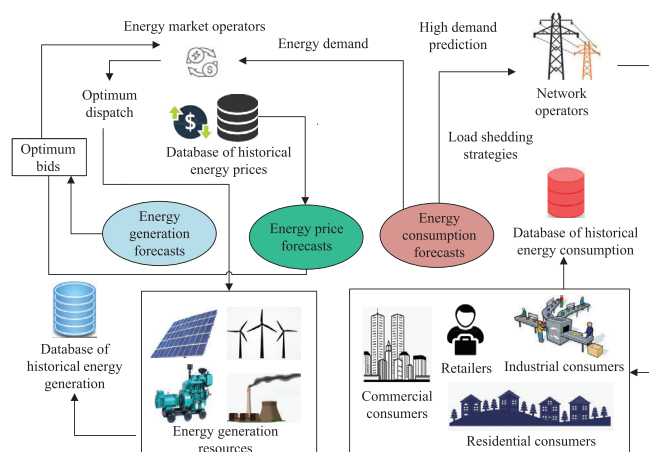 Energy market operators
Energy demand
High demand
prediction
Network
operators
Optimum
dispatch
Optimum
bids
Database of historical
energy prices
Load shedding
strategies
Energy
generation
forecasts
Energy price
forecasts
Energy
consumption
forecasts
Database of historical
energy consumption
Database of
historical energy
generation
Energy generation
resources
Commercial
consumers
Retailers
Industrial consumers
Residential consumers